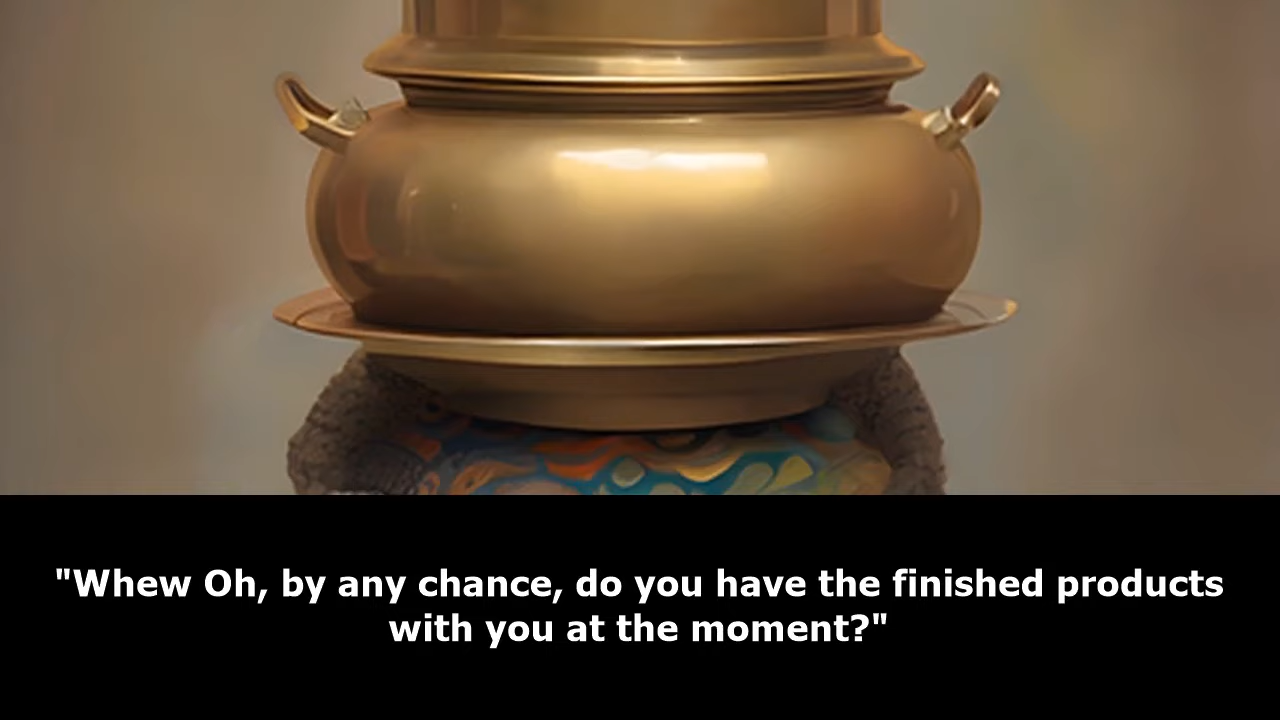 "Whew Oh, by any chance, do you have the finished products
with you at the moment?"